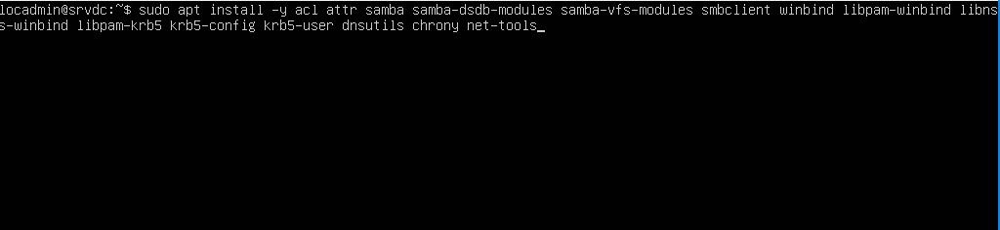 locadmin@srvdc:~$ sudo apt install -y acl attr samba samba-dsdb-modules samba-vfs-modules smbclient winbind libpam-winbind libns
s-winbind libpam-krb5 krb5-config krb5-user dnsutils chrony net-tools_